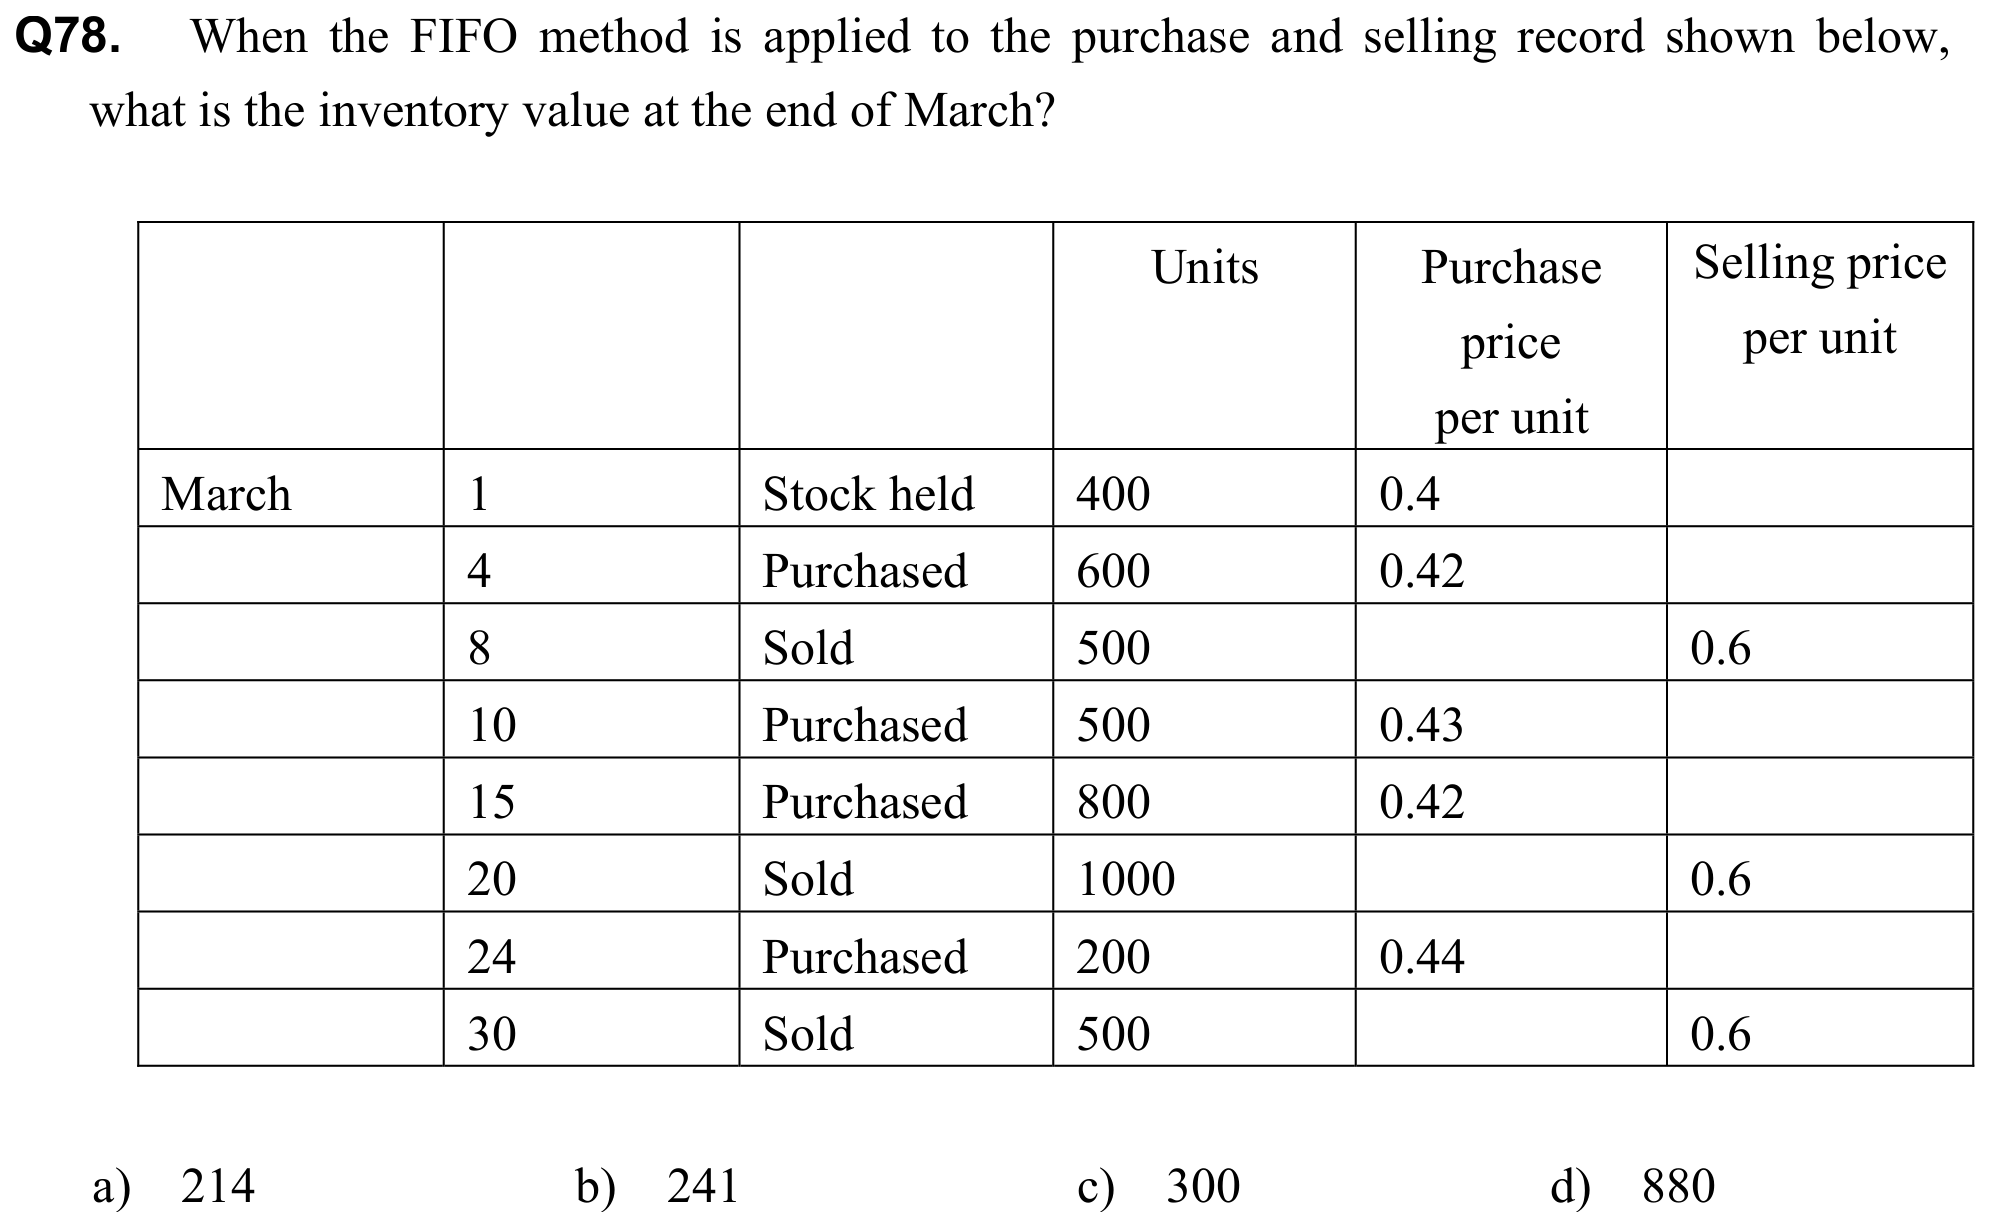 Q78. When the FIFO method is applied to the purchase and selling record shown below,
what is the inventory value at the end of March?
Units Purchase price per unit Selling price per unit
March 1 Stock held 400 0.4
4 Purchased 600 0.42
8 Sold 500 0.6
10 Purchased 500 0.43
15 Purchased 800 0.42
20 Sold 1000 0.6
24 Purchased 200 0.44
30 Sold 500 0.6
a) 214 b) 241 c) 300 d) 880